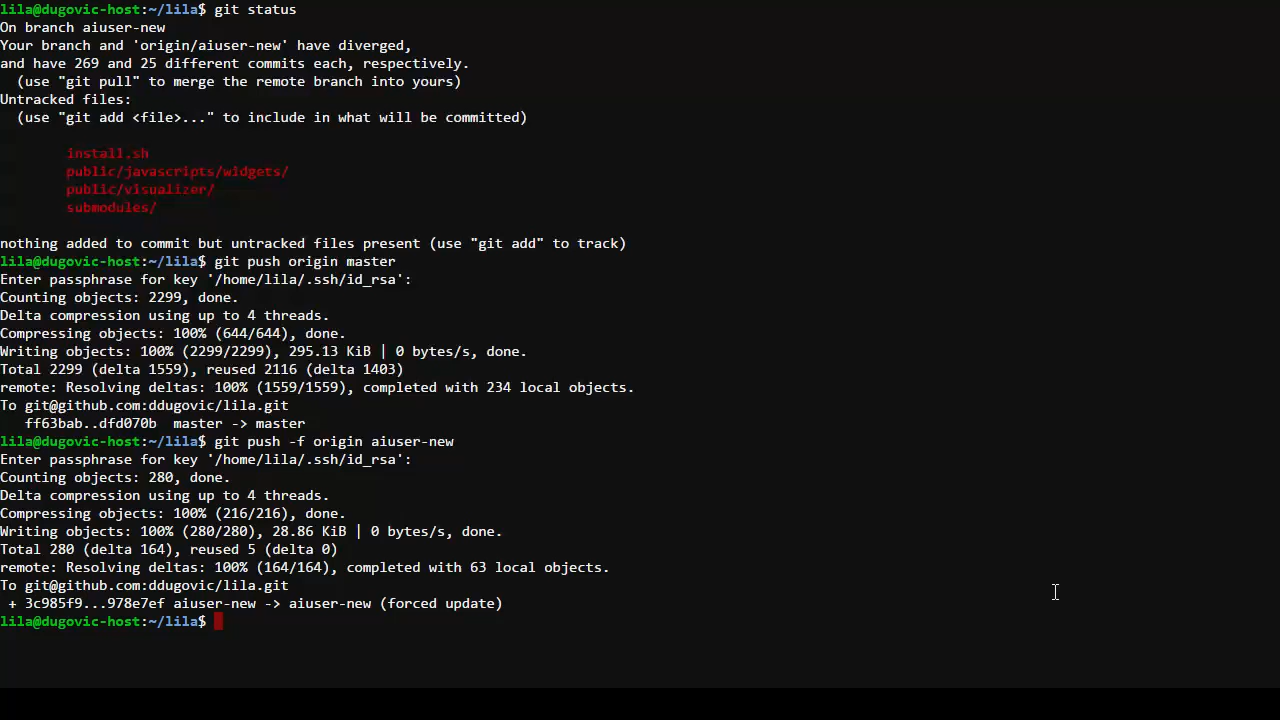 lila@dugovic-host:~/lila$ git status
On branch aiuser-new
Your branch and 'origin/aiuser-new' have diverged,
and have 269 and 25 different commits each, respectively.
  (use "git pull" to merge the remote branch into yours)
Untracked files:
  (use "git add <file>..." to include in what will be committed)
        install.sh
        public/javascripts/widgets/
        public/visualizer/
        submodules/
nothing added to commit but untracked files present (use "git add" to track)
lila@dugovic-host:~/lila$ git push origin master
Enter passphrase for key '/home/lila/.ssh/id_rsa':
Counting objects: 2299, done.
Delta compression using up to 4 threads.
Compressing objects: 100% (644/644), done.
Writing objects: 100% (2299/2299), 295.13 KiB | 0 bytes/s, done.
Total 2299 (delta 1559), reused 2116 (delta 1403)
remote: Resolving deltas: 100% (1559/1559), completed with 234 local objects.
To git@github.com:ddugovic/lila.git
   ff63bab..dfd070b  master -> master
lila@dugovic-host:~/lila$ git push -f origin aiuser-new
Enter passphrase for key '/home/lila/.ssh/id_rsa':
Counting objects: 280, done.
Delta compression using up to 4 threads.
Compressing objects: 100% (216/216), done.
Writing objects: 100% (280/280), 28.86 KiB | 0 bytes/s, done.
Total 280 (delta 164), reused 5 (delta 0)
remote: Resolving deltas: 100% (164/164), completed with 63 local objects.
To git@github.com:ddugovic/lila.git
 + 3c985f9...978e7ef aiuser-new -> aiuser-new (forced update)
lila@dugovic-host:~/lila$